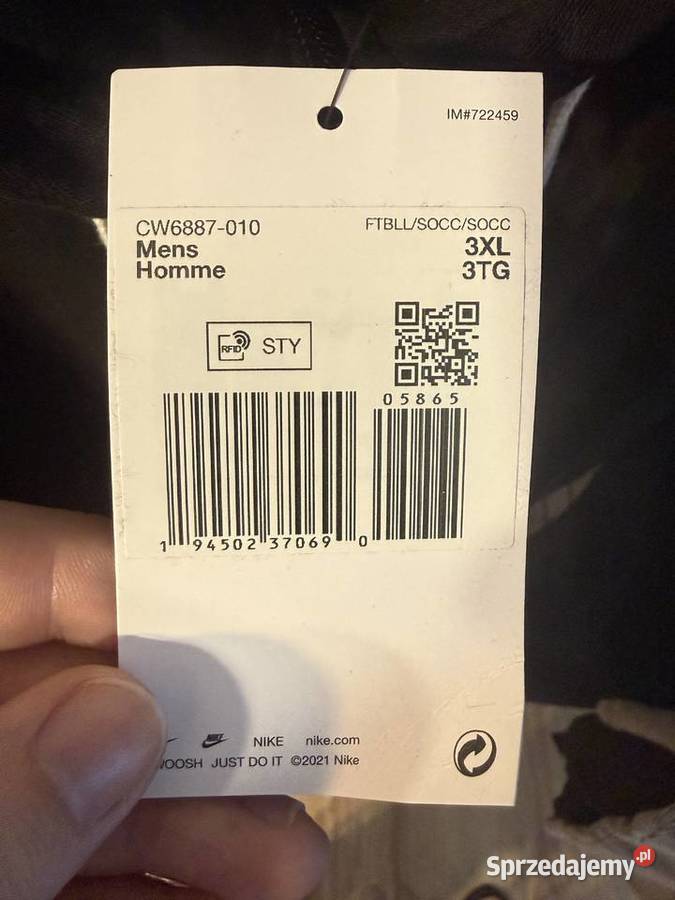 IM#722459
CW6887-010
FTBLL/SOCC/SOCC
Mens
3XL
Homme
3TG
RFID STY
05865
1 94502 37069 0
NIKE nike.com
JUST DO IT ©2021 Nike
Sprzedajemy.pl